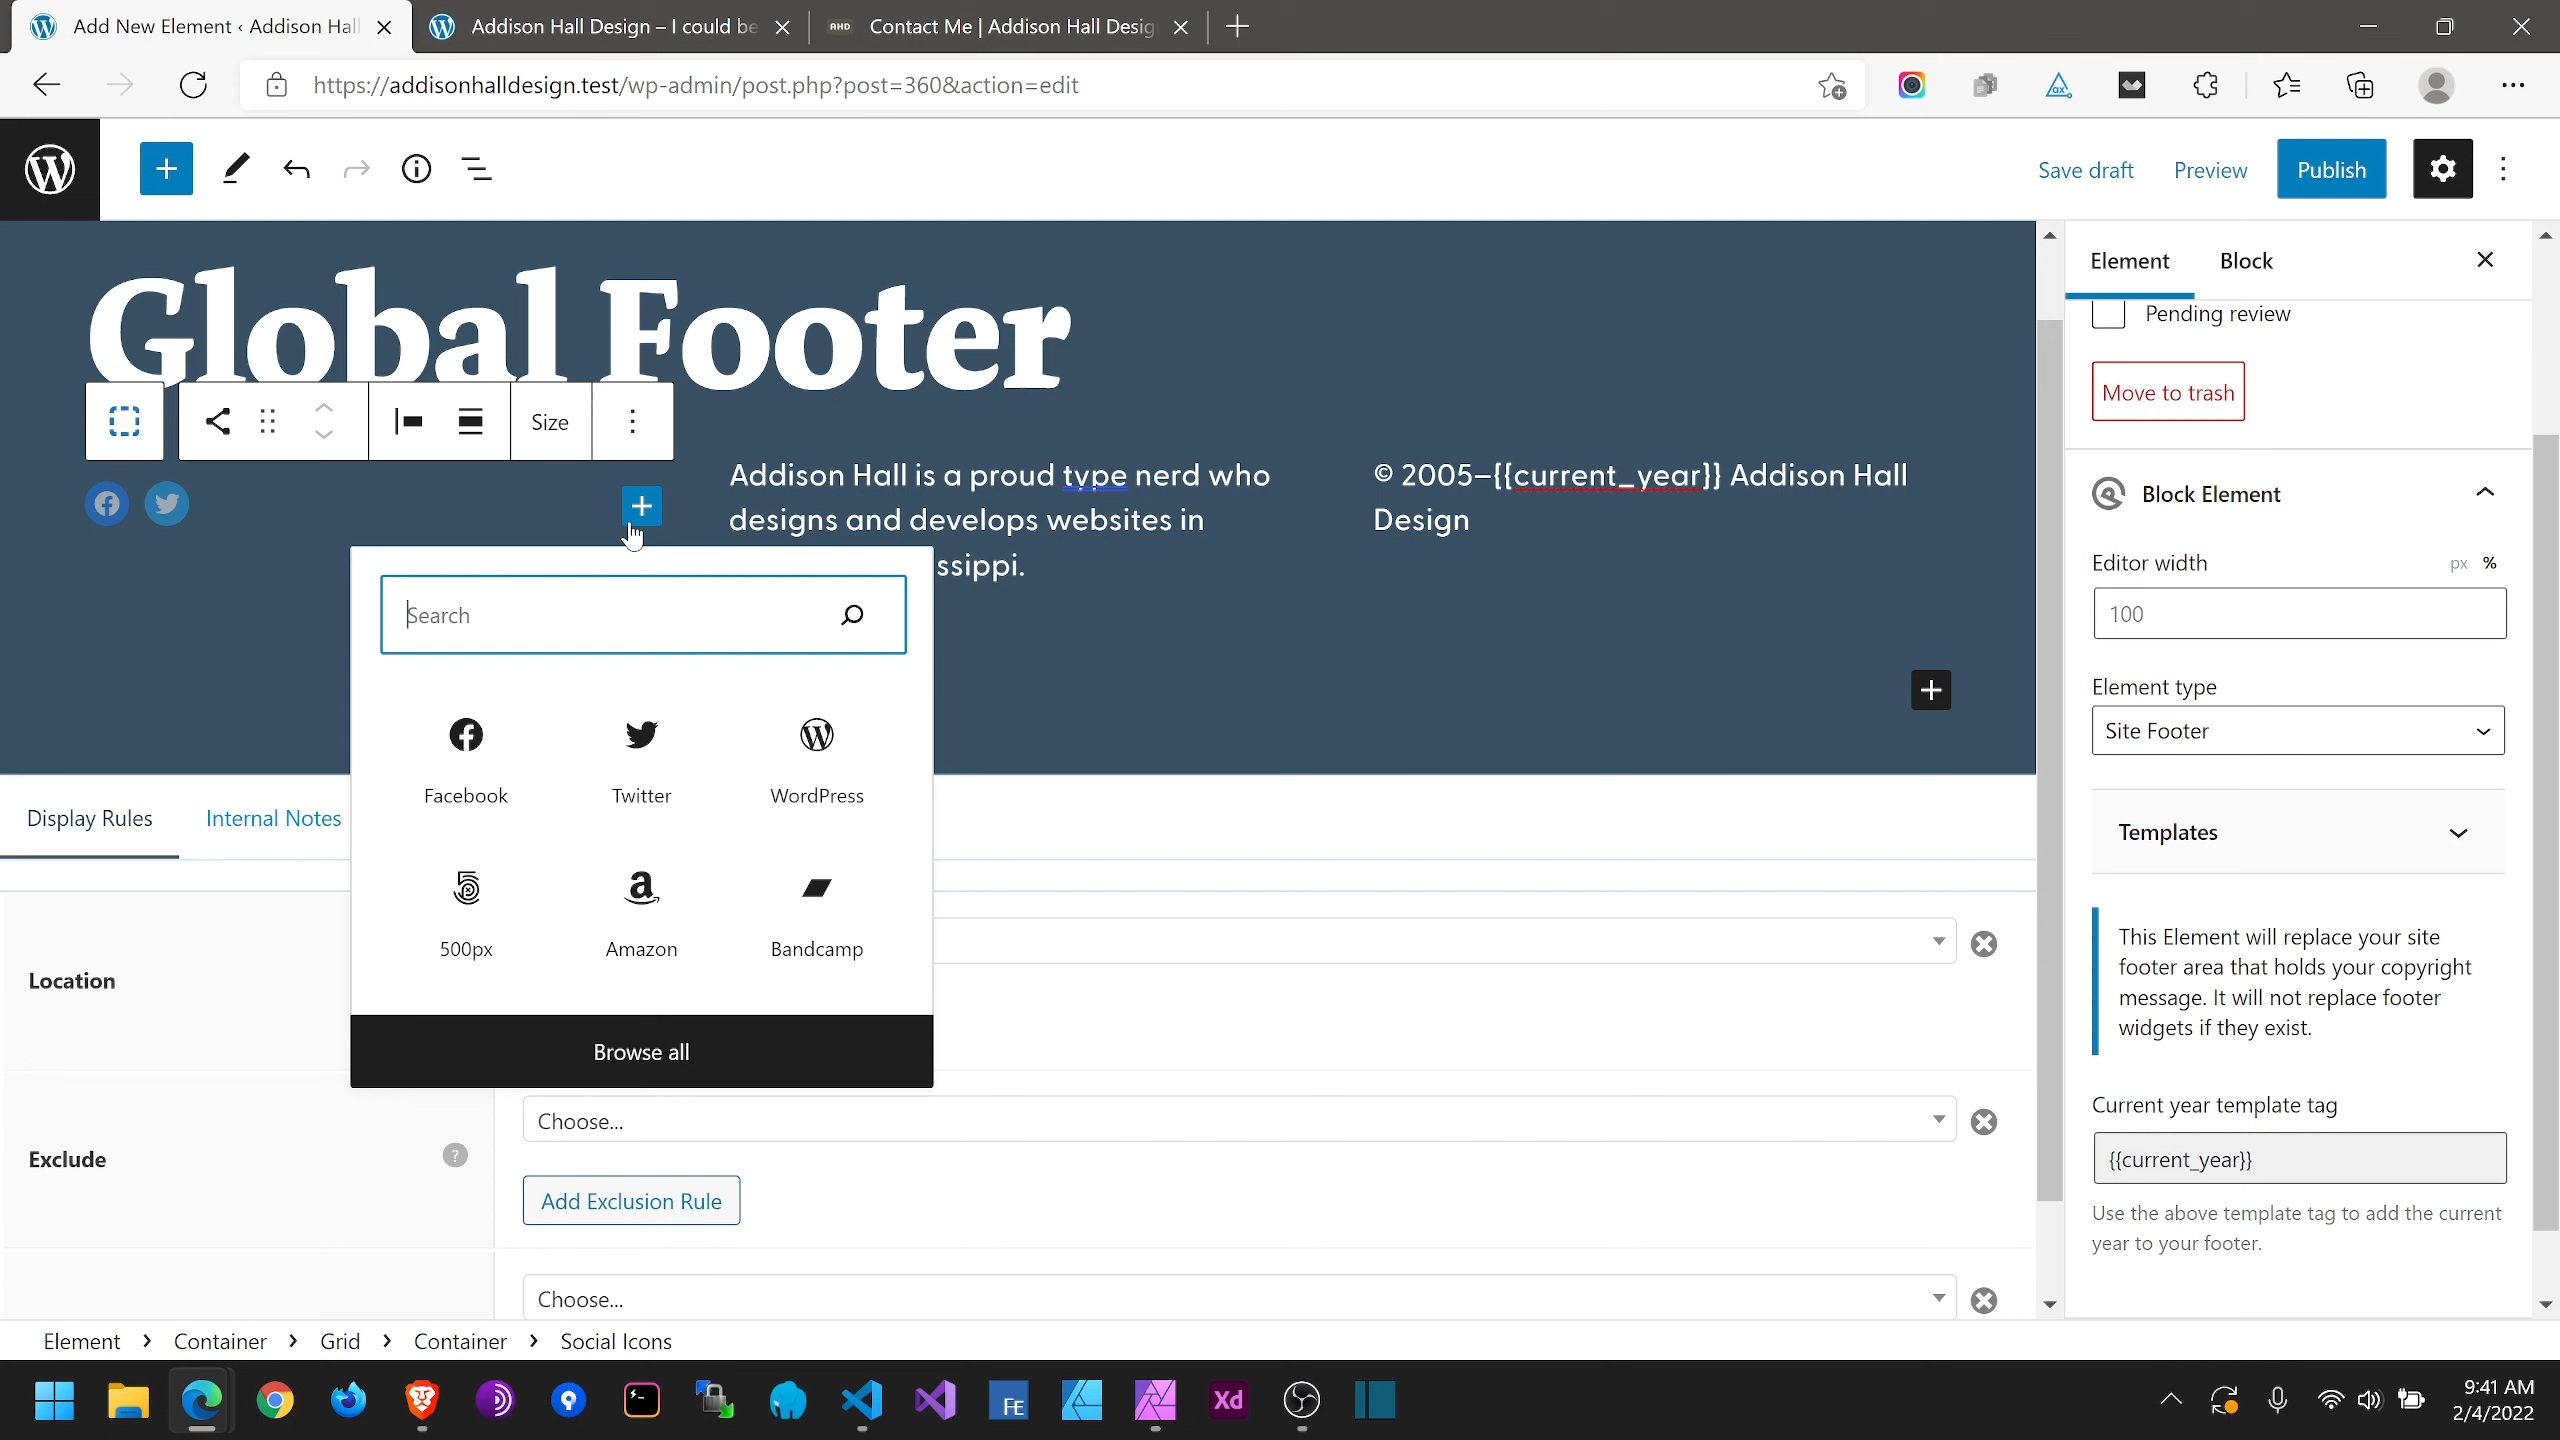 Add New Element ‹ Addison Hall
Addison Hall Design – I could be
AHD
Contact Me | Addison Hall Desig
https://addisonhalldesign.test/wp-admin/post.php?post=360&action=edit
Save draft
Preview
Publish
Global Footer
Size
Addison Hall is a proud type nerd who
designs and develops websites in
ssippi.
© 2005–{{current_year}} Addison Hall
Design
Search
Facebook
Twitter
WordPress
500px
Amazon
Bandcamp
Browse all
Display Rules
Internal Notes
Location
Exclude
?
Choose...
Add Exclusion Rule
Choose...
Element
Block
Pending review
Move to trash
Block Element
Editor width
px
%
100
Element type
Site Footer
Templates
This Element will replace your site
footer area that holds your copyright
message. It will not replace footer
widgets if they exist.
Current year template tag
{{current_year}}
Use the above template tag to add the current
year to your footer.
Element > Container > Grid > Container > Social Icons
FE
Xd
9:41 AM
2/4/2022